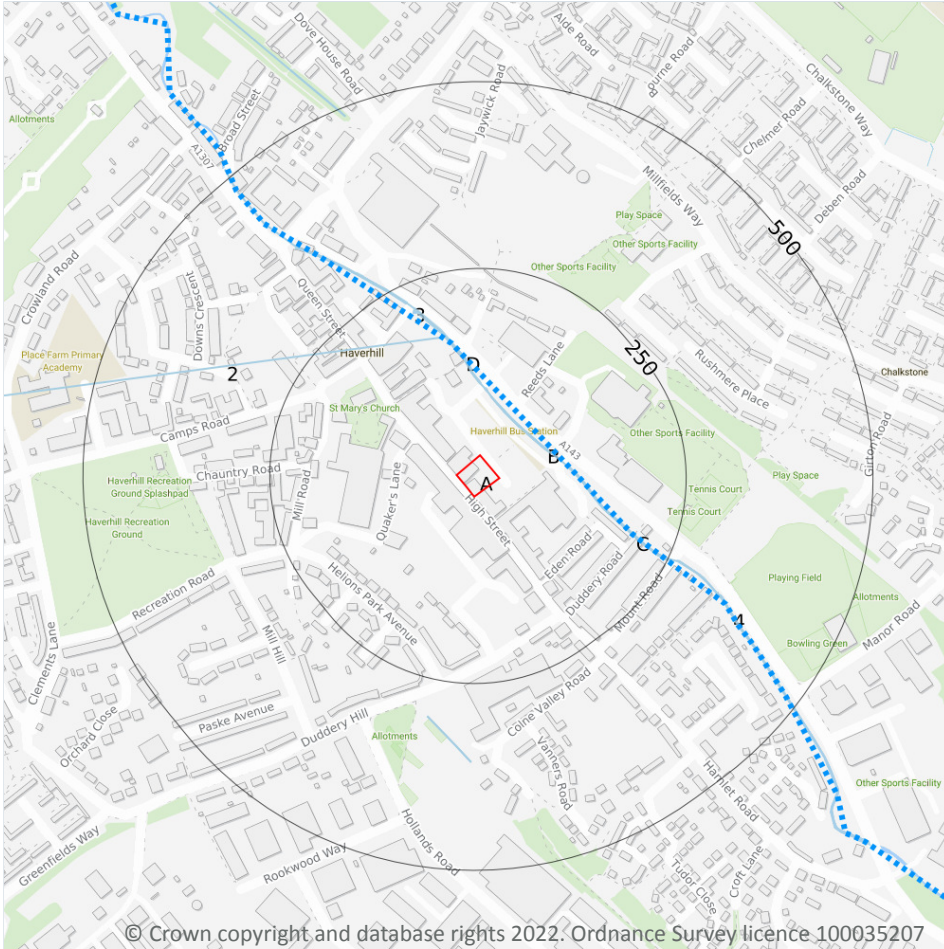 Dove House Road
Alde Road
Burne Road
Chalkstone Way
Allotments
Broad Street
A1307
Jaywick Road
Chelmer Road
Millfields Way
Deben Road
Play Space
Other Sports Facility
500
Crowland Road
Downs Crescent
Queen Street
Other Sports Facility
3
250
Place Farm Primary
Academy
2
Haverhill
D
Reeds Lane
Rushmere Place
Chalkstone
St Mary's Church
Camps Road
Haverhill Bus Station
A143
B
Other Sports Facility
Girton Road
Chauntry Road
Mill Road
Quaker's Lane
A
High Street
Play Space
Haverhill Recreation
Ground Splashpad
Haverhill Recreation
Ground
Tennis Court
Tennis Court
Eden Road
C
Duddery Road
Mount Road
Playing Field
Allotments
Recreation Road
Helions Park Avenue
4
Bowling Green
Manor Road
Clements Lane
Mill Hill
Colne Valley Road
Orchard Close
Paske Avenue
Duddery Hill
Allotments
Vanners Road
Hamlet Road
Other Sports Facility
Greenfields Way
Rookwood Way
Hollands Road
Tudor Close
Croft Lane
© Crown copyright and database rights 2022. Ordnance Survey licence 100035207